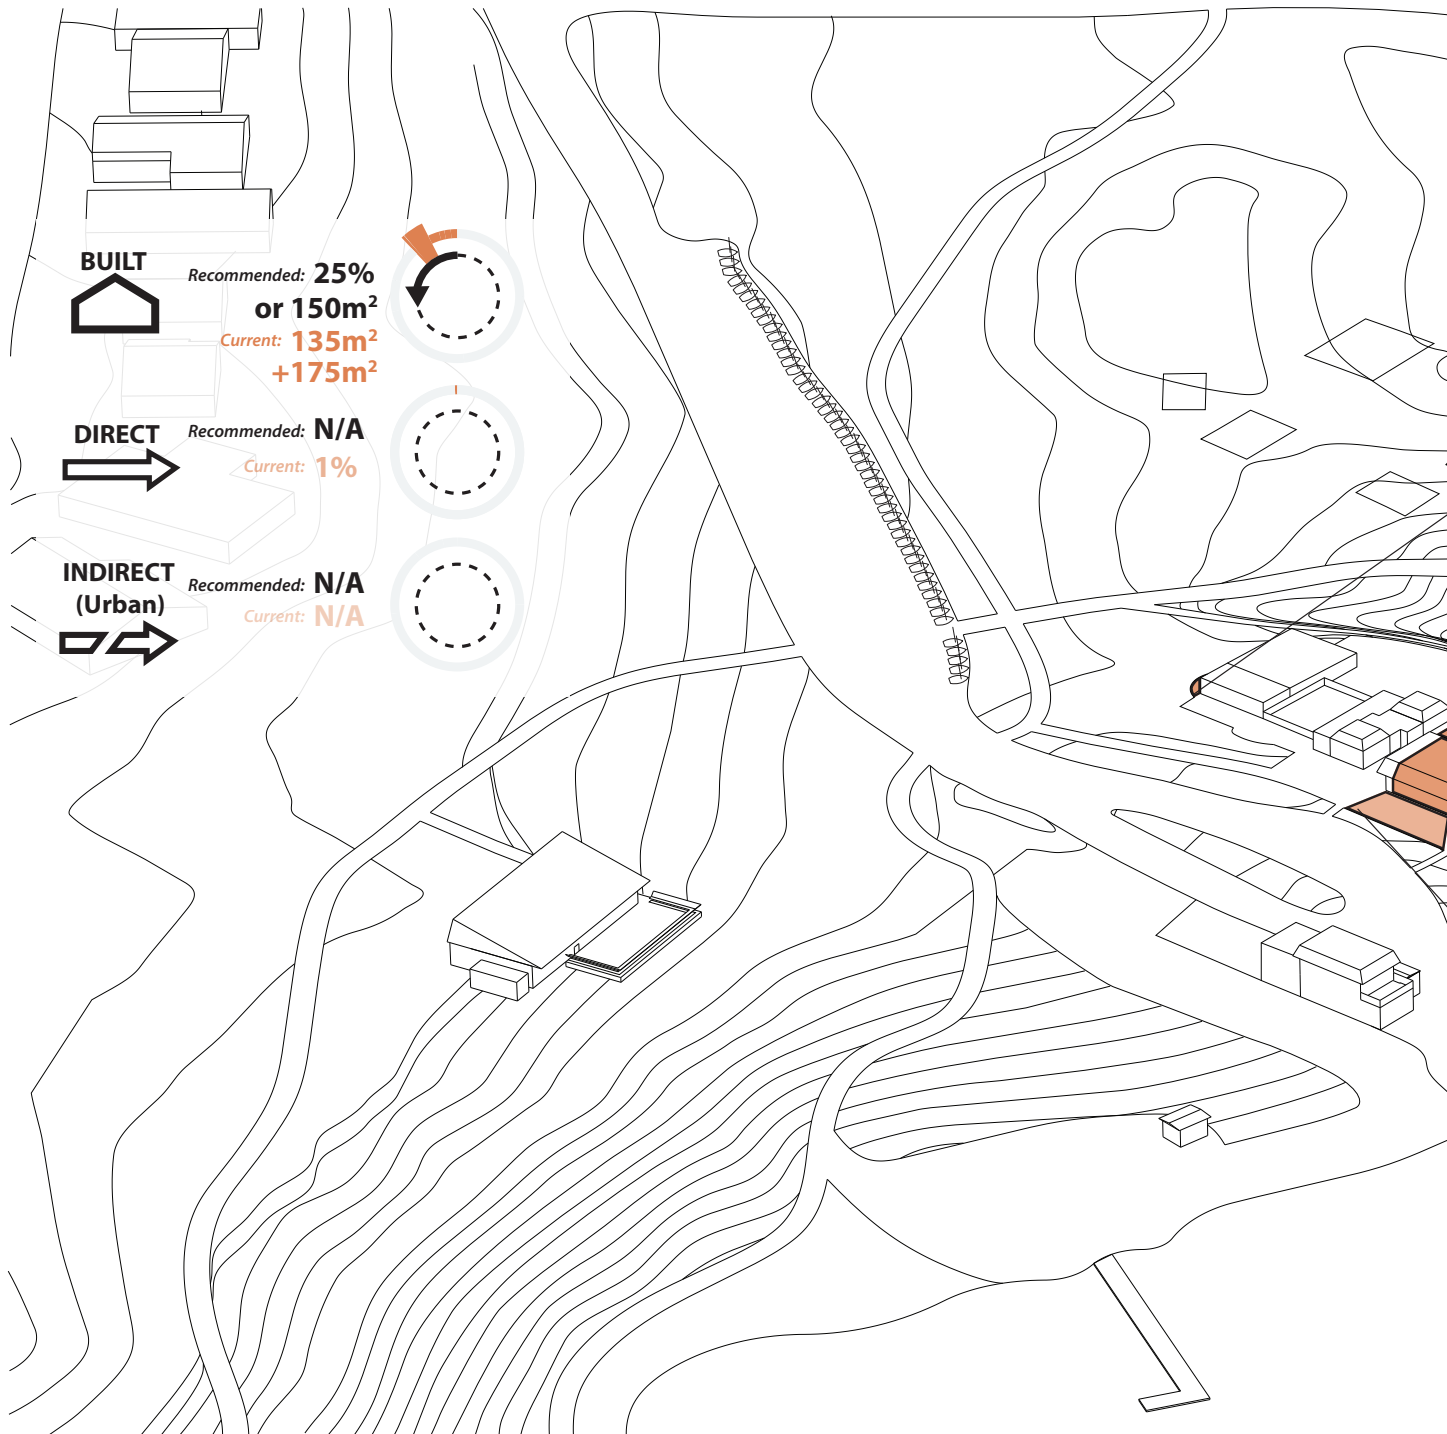 BUILT
Recommended: 25%
or 150m²
Current: 135m²
+175m²
DIRECT
Recommended: N/A
Current: 1%
INDIRECT
(Urban)
Recommended: N/A
Current: N/A